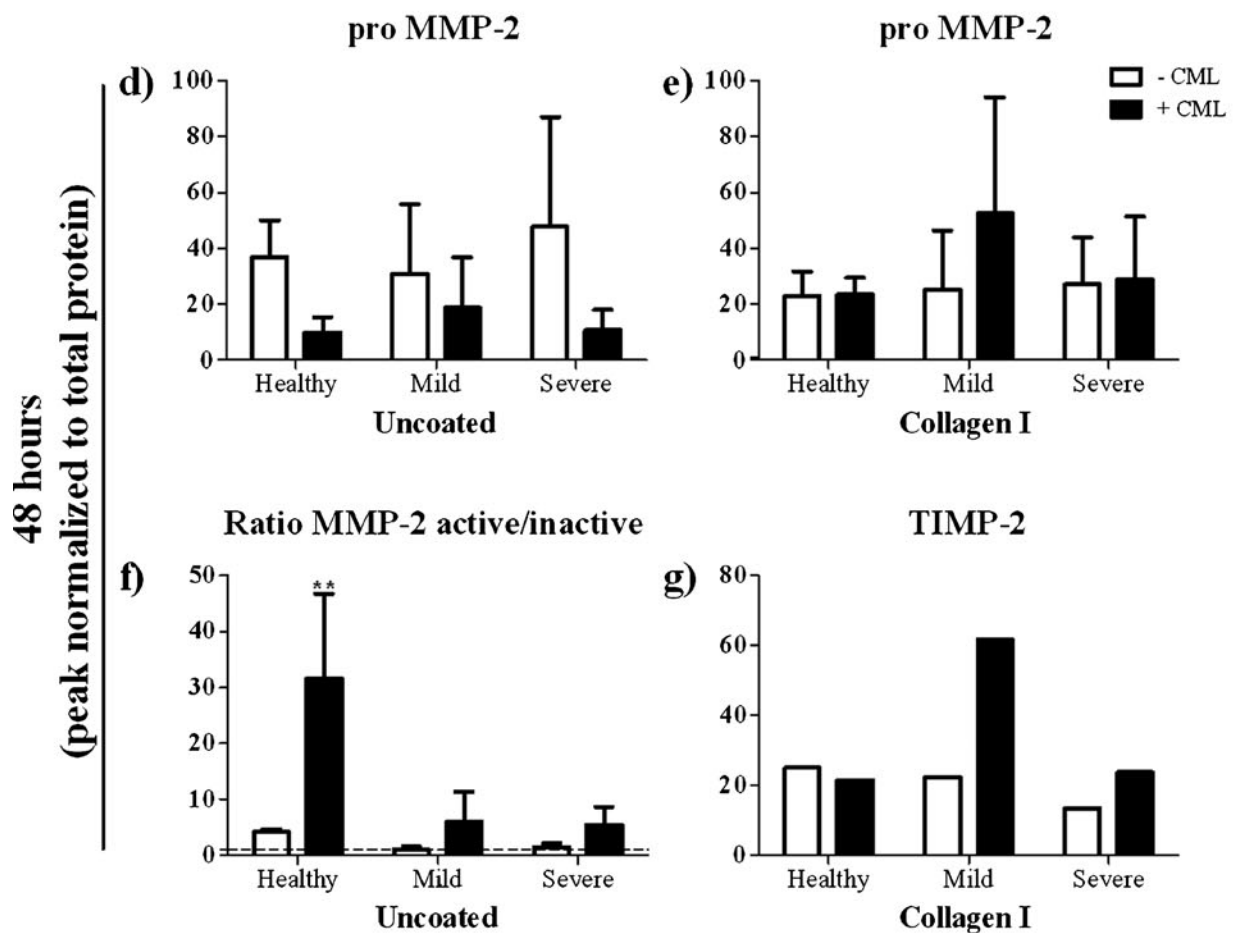 48 hours
(peak normalized to total protein)
pro MMP-2
d)
100
80
60
40
20
0
Healthy Mild Severe
Uncoated
pro MMP-2
e)
100
80
60
40
20
0
Healthy Mild Severe
Collagen I
- CML
+ CML
Ratio MMP-2 active/inactive
f)
50
40
30
20
10
0
**
Healthy Mild Severe
Uncoated
TIMP-2
g)
80
60
40
20
0
Healthy Mild Severe
Collagen I